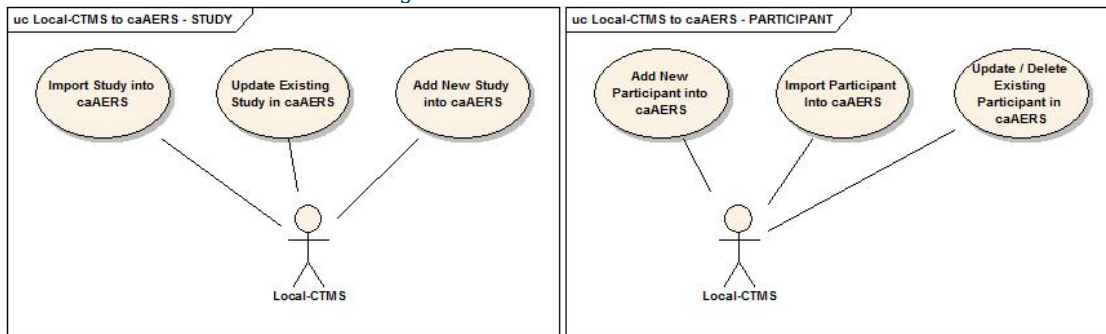 uc Local-CTMS to caAERS - STUDY
Import Study into
caAERS
Update Existing
Study in caAERS
Add New Study
into caAERS
Local-CTMS
uc Local-CTMS to caAERS - PARTICIPANT
Add New
Participant into
caAERS
Import Participant
Into caAERS
Update / Delete
Existing
Participant in
caAERS
Local-CTMS